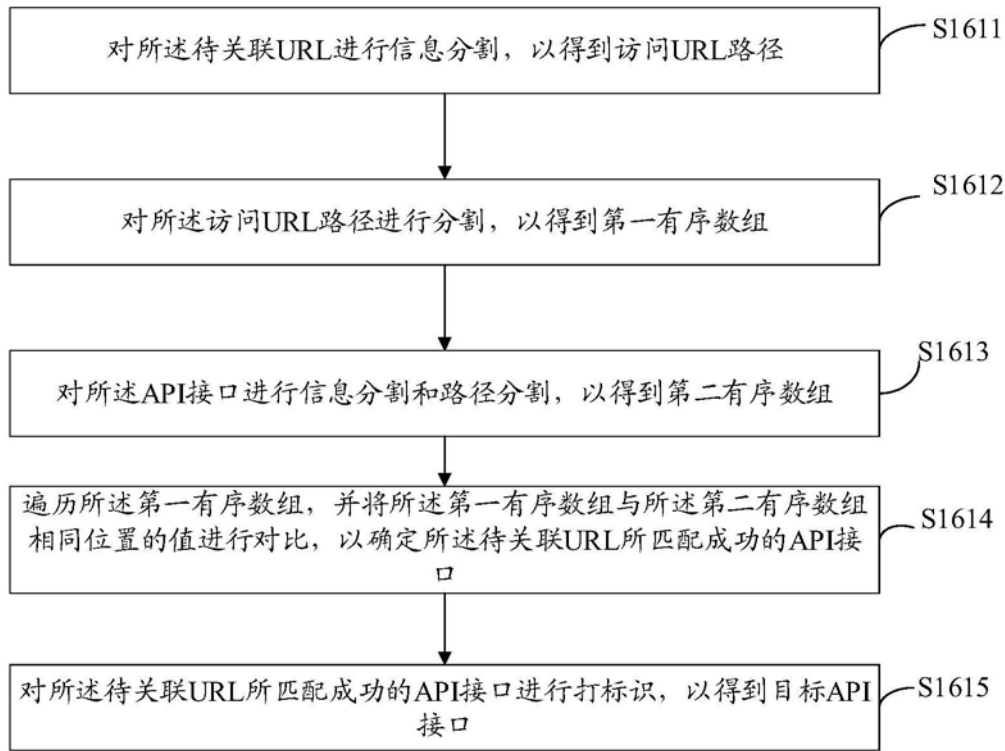 对所述待关联URL进行信息分割，以得到访问URL路径
S1611
对所述访问URL路径进行分割，以得到第一有序数组
S1612
对所述API接口进行信息分割和路径分割，以得到第二有序数组
S1613
遍历所述第一有序数组，并将所述第一有序数组与所述第二有序数组
相同位置的值进行对比，以确定所述待关联URL所匹配成功的API接
口
S1614
对所述待关联URL所匹配成功的API接口进行打标识，以得到目标API
接口
S1615